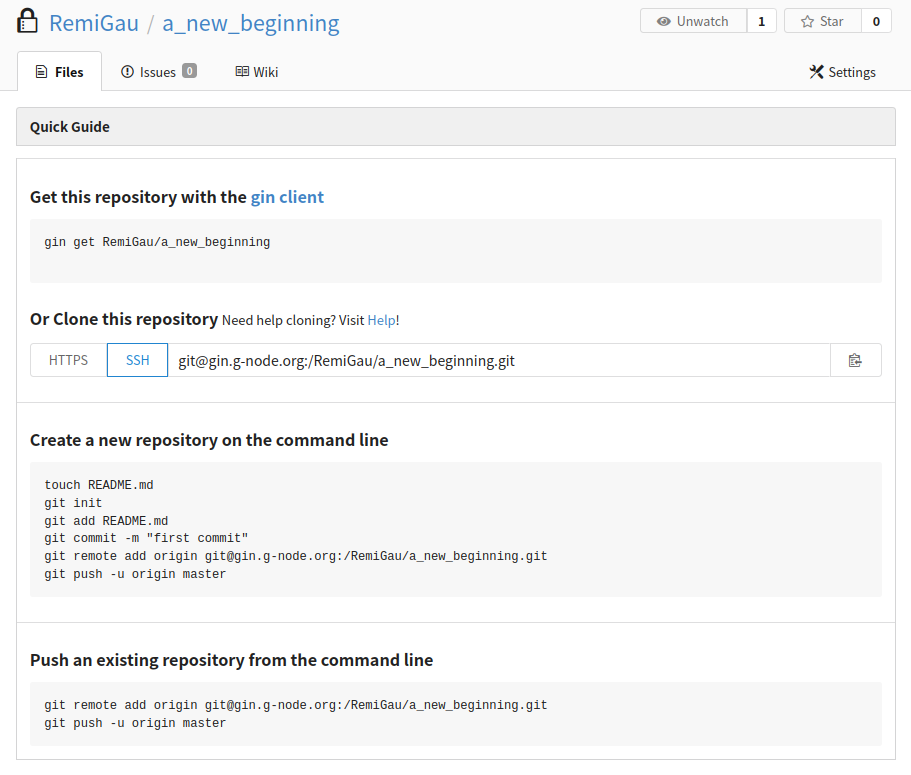 RemiGau / a_new_beginning
Unwatch 1 Star 0
Files Issues 0 Wiki Settings
Quick Guide
Get this repository with the gin client
gin get RemiGau/a_new_beginning
Or Clone this repository Need help cloning? Visit Help!
HTTPS SSH git@gin.g-node.org:/RemiGau/a_new_beginning.git
Create a new repository on the command line
touch README.md
git init
git add README.md
git commit -m "first commit"
git remote add origin git@gin.g-node.org:/RemiGau/a_new_beginning.git
git push -u origin master
Push an existing repository from the command line
git remote add origin git@gin.g-node.org:/RemiGau/a_new_beginning.git
git push -u origin master